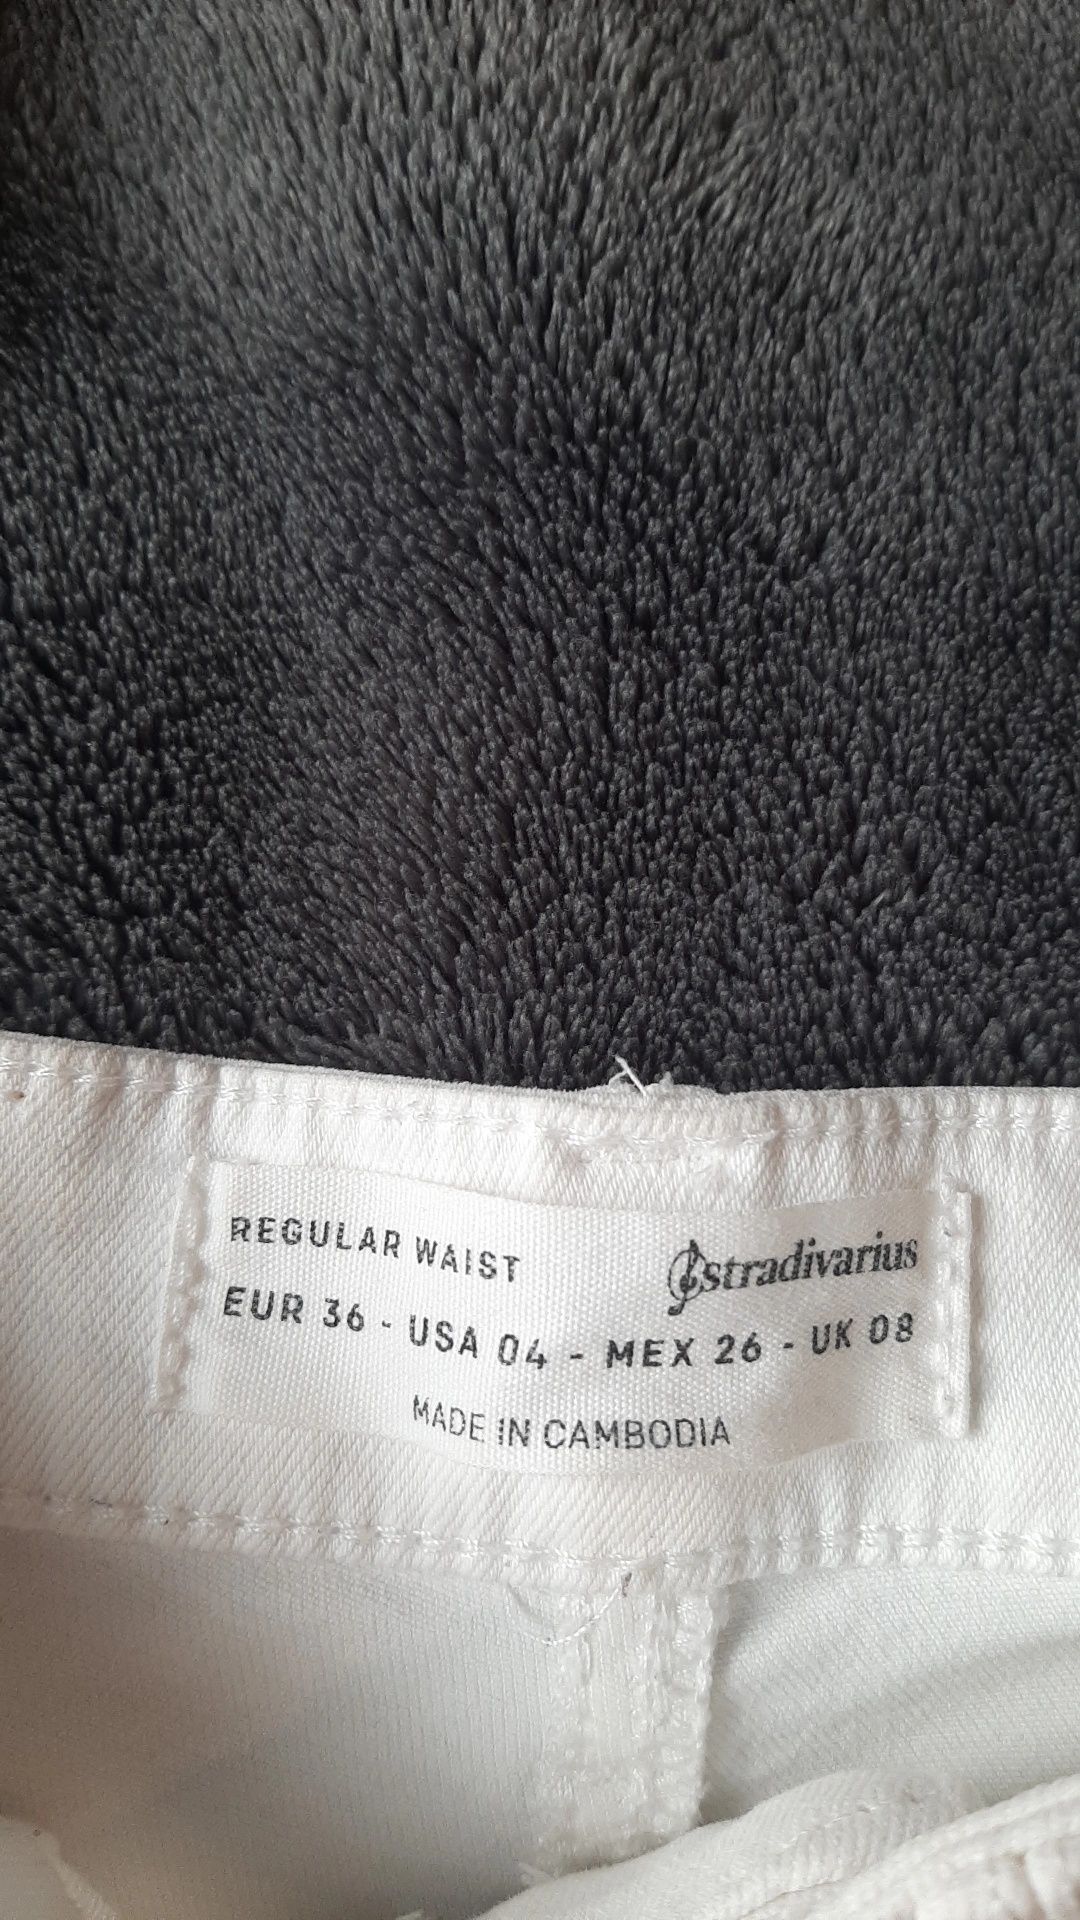 REGULAR WAIST
stradivarius
EUR 36 - USA 04 - MEX 26 - UK 08
MADE IN CAMBODIA